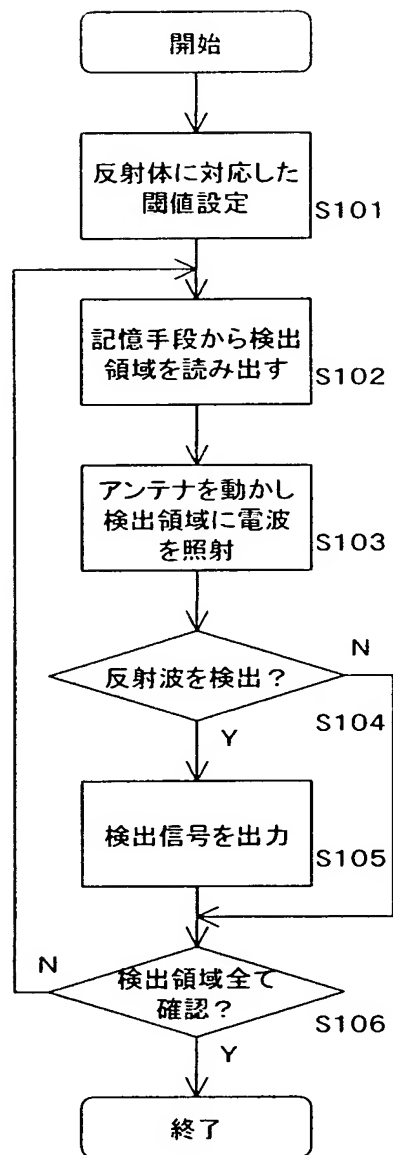 開始
反射体に対応した
閾値設定
S101
記憶手段から検出
領域を読み出す
S102
アンテナを動かし
検出領域に電波
を照射
S103
反射波を検出？
N
S104
Y
検出信号を出力
S105
N
検出領域全て
確認？
S106
Y
終了